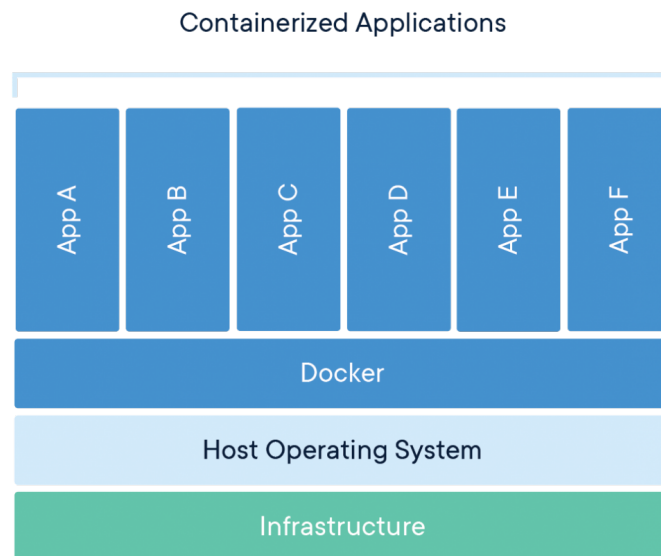 Containerized Applications
App A
App B
App C
App D
App E
App F
Docker
Host Operating System
Infrastructure